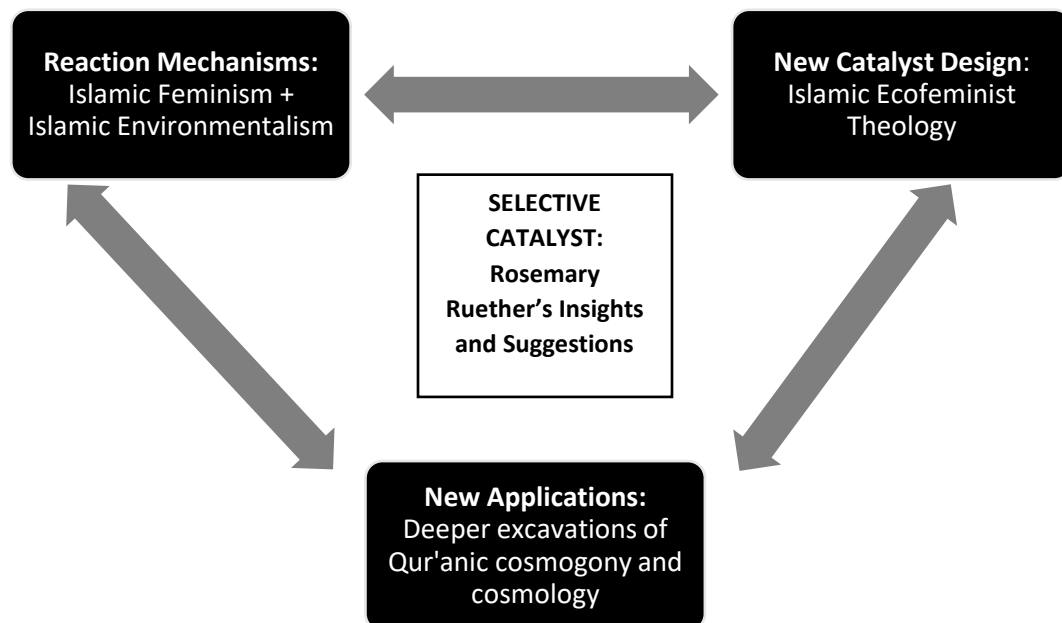 Reaction Mechanisms:
Islamic Feminism +
Islamic Environmentalism
New Catalyst Design:
Islamic Ecofeminist
Theology
SELECTIVE
CATALYST:
Rosemary
Ruether’s Insights
and Suggestions
New Applications:
Deeper excavations of
Qur'anic cosmogony and
cosmology